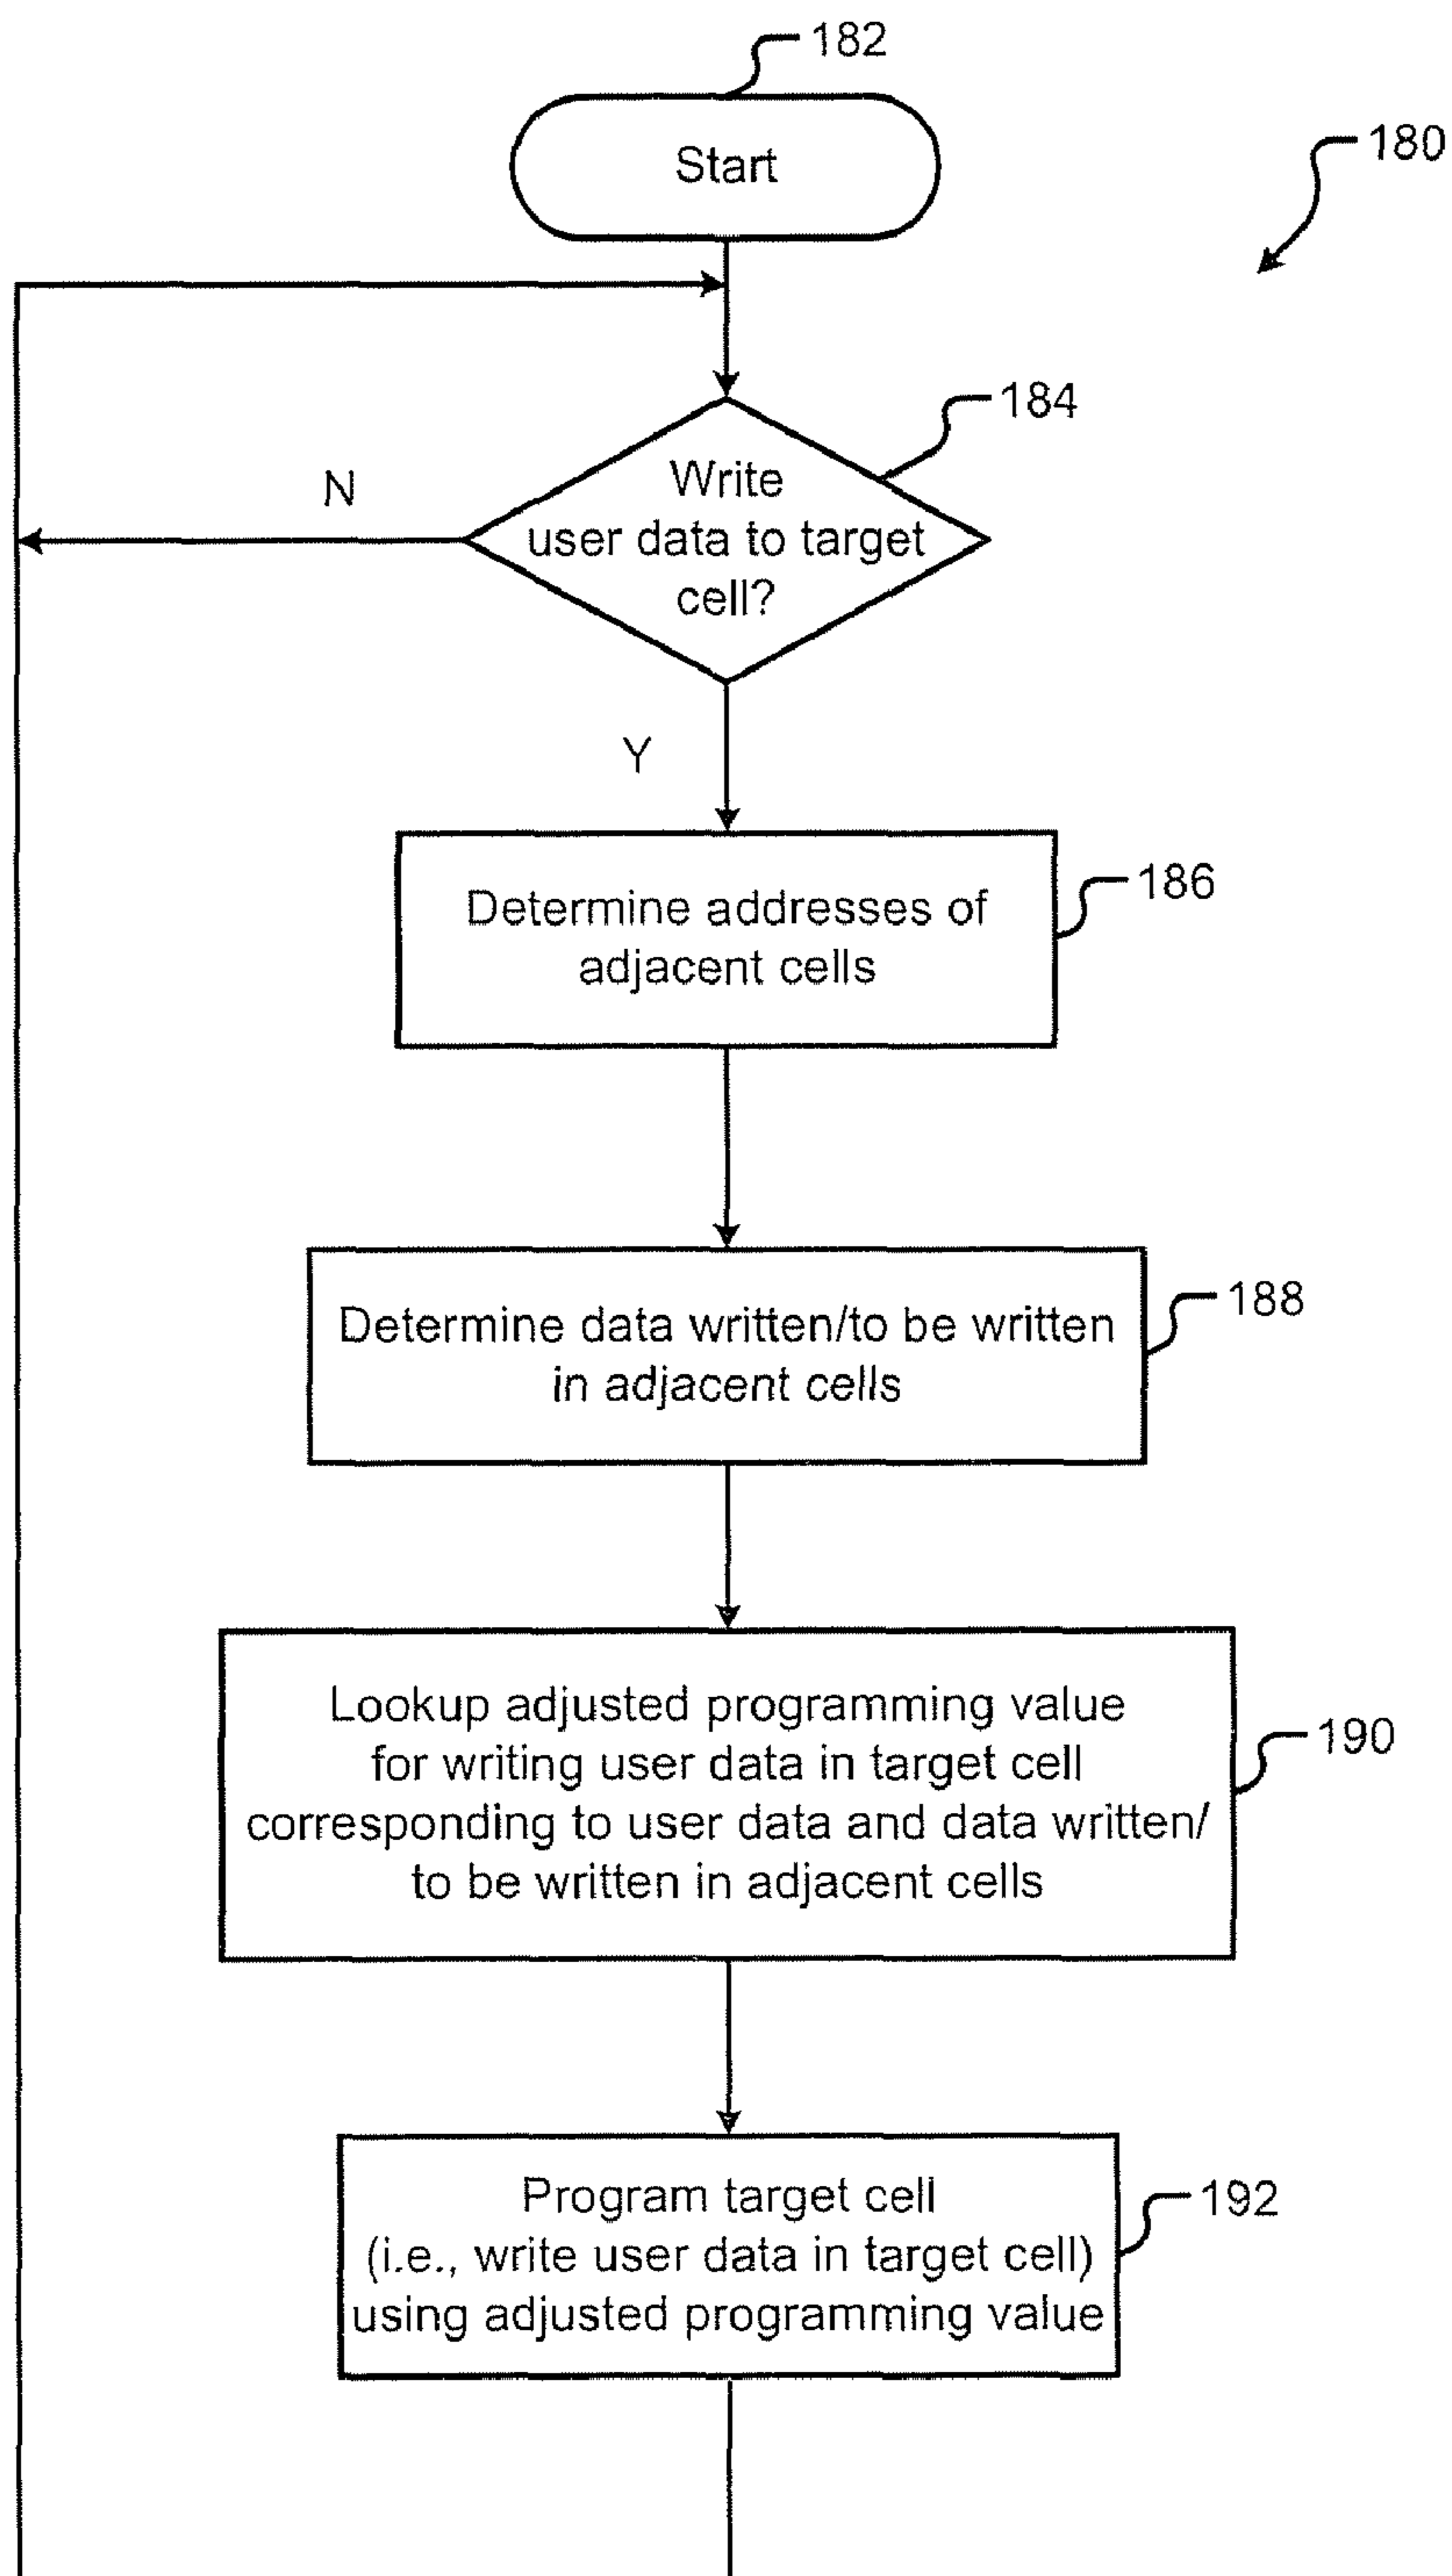 182
Start
180
184
Write
user data to target
cell?
N
Y
Determine addresses of
adjacent cells
186
Determine data written/to be written
in adjacent cells
188
Lookup adjusted programming value
for writing user data in target cell
corresponding to user data and data written/
to be written in adjacent cells
190
Program target cell
(i.e., write user data in target cell)
using adjusted programming value
192